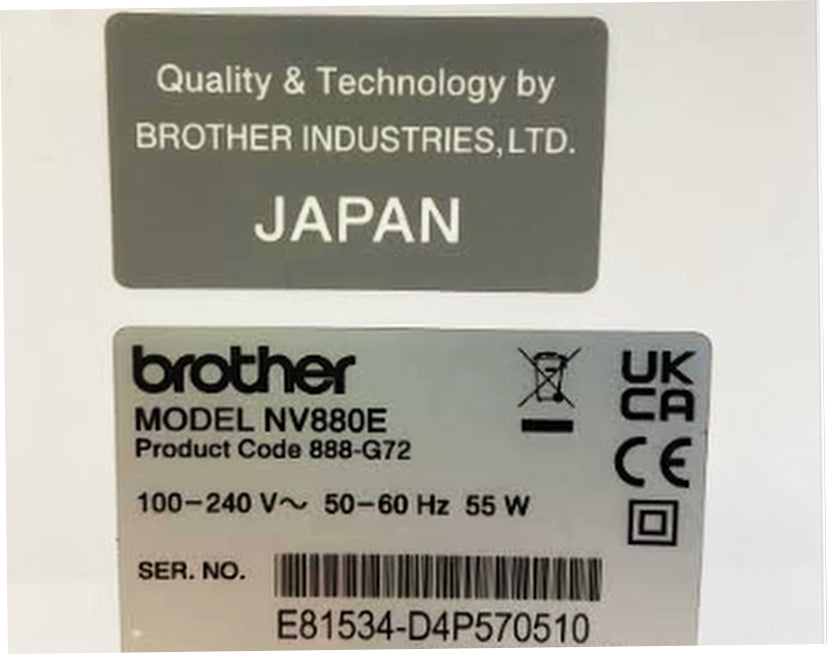 Quality & Technology by
BROTHER INDUSTRIES,LTD.
JAPAN
brother
MODEL NV880E
Product Code 888-G72
100-240 V～ 50-60 Hz 55 W
UK
CA
CE
SER. NO.
E81534-D4P570510